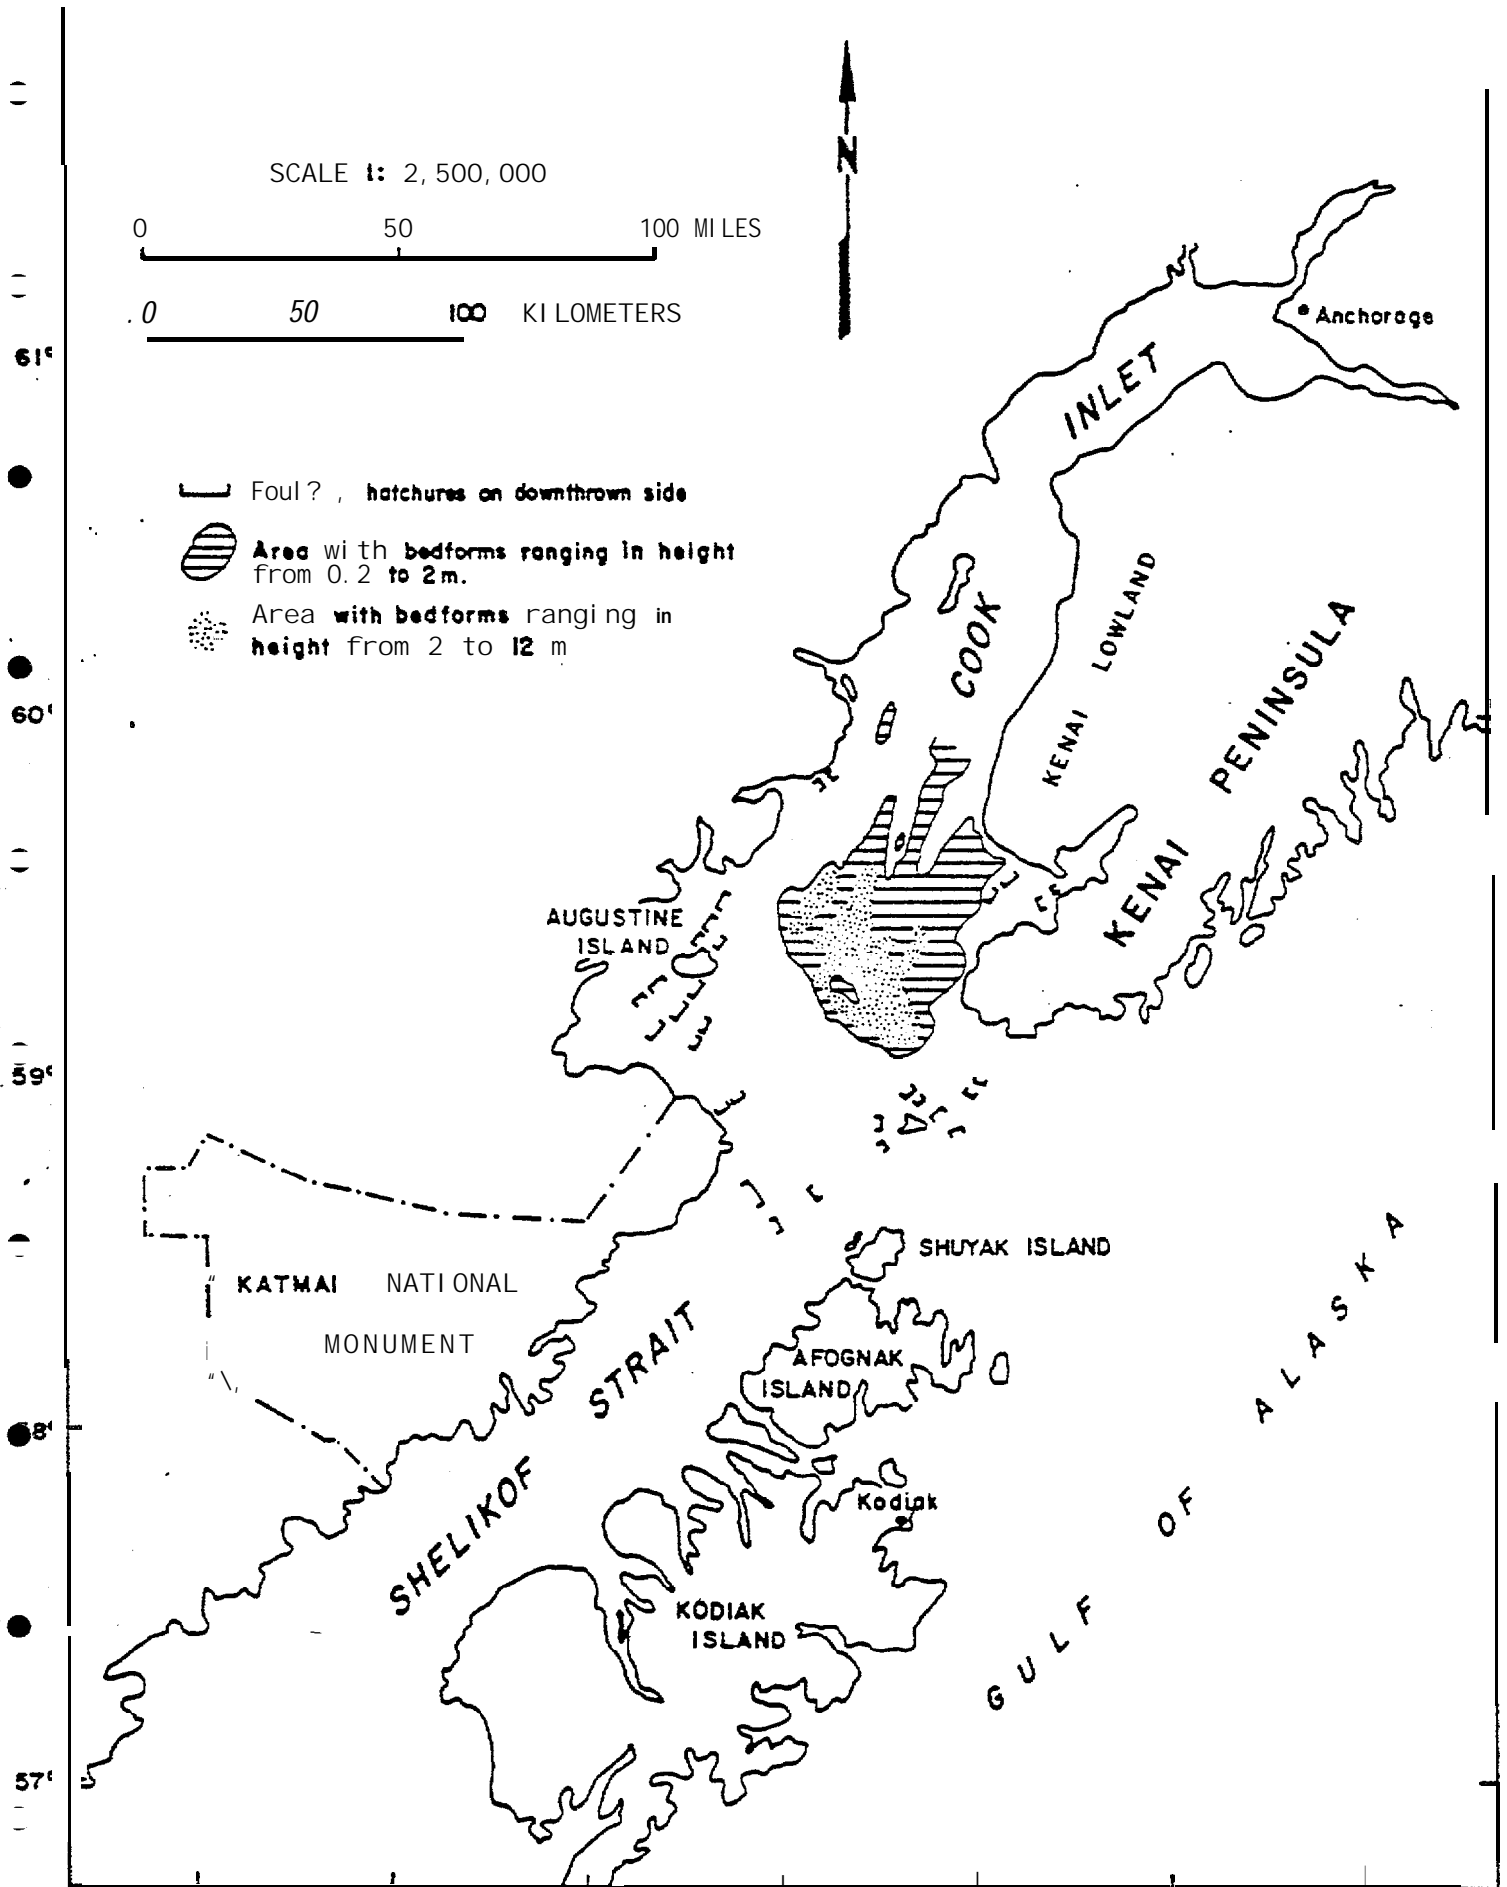 N
SCALE 1: 2,500,000
0 50 100 MILES
.0 50 100 KILOMETERS
61°
Anchorage
INLET
Foul?, hatchures on downthrown side
Area with bedforms ranging in height
from 0.2 to 2m.
Area with bedforms ranging in
height from 2 to 12 m
COOK
KENAI LOWLAND
KENAI PENINSULA
60°
AUGUSTINE
ISLAND
59°
SHUYAK ISLAND
KATMAI NATIONAL
MONUMENT
SHELIKOF STRAIT
AFOGNAK
ISLAND
58°
Kodiak
KODIAK
ISLAND
GULF OF ALASKA
57°